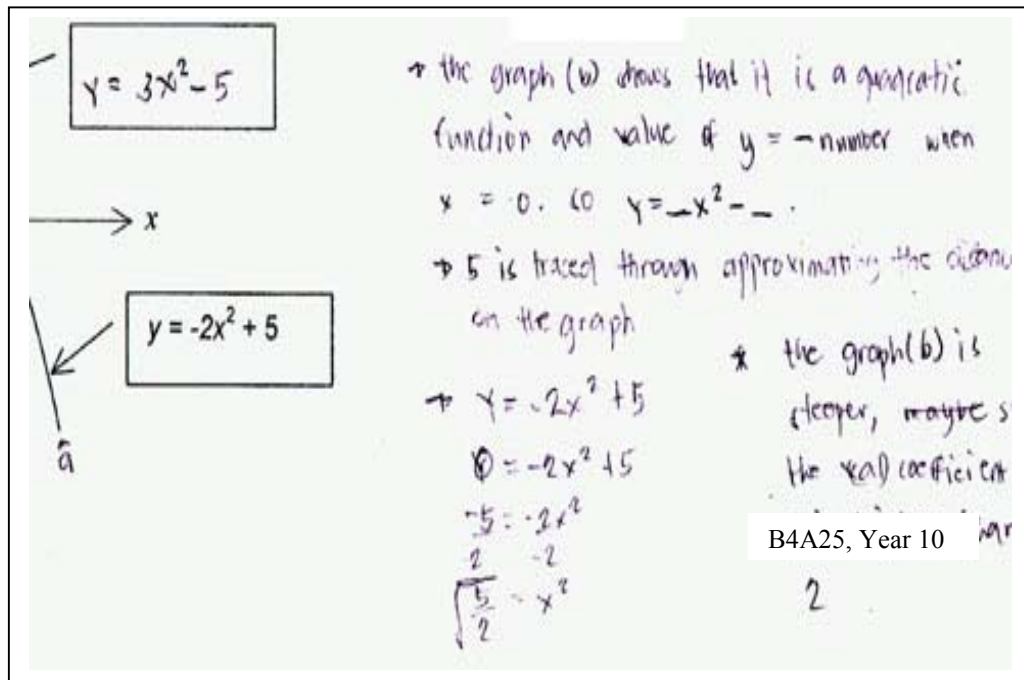 y = 3x² - 5
→ the graph (b) shows that it is a quadratic
function and value of y = - number when
x = 0. so y = _x² - _ .
→ x
→ 5 is traced through approximating the
on the graph
y = -2x² + 5
* the graph(b) is
steeper, maybe s
→ y = -2x² + 5
0 = -2x² + 5
the coefficient
a
-5 = -2x²
2 -2
B4A25, Year 10
√5/2 = x²
2